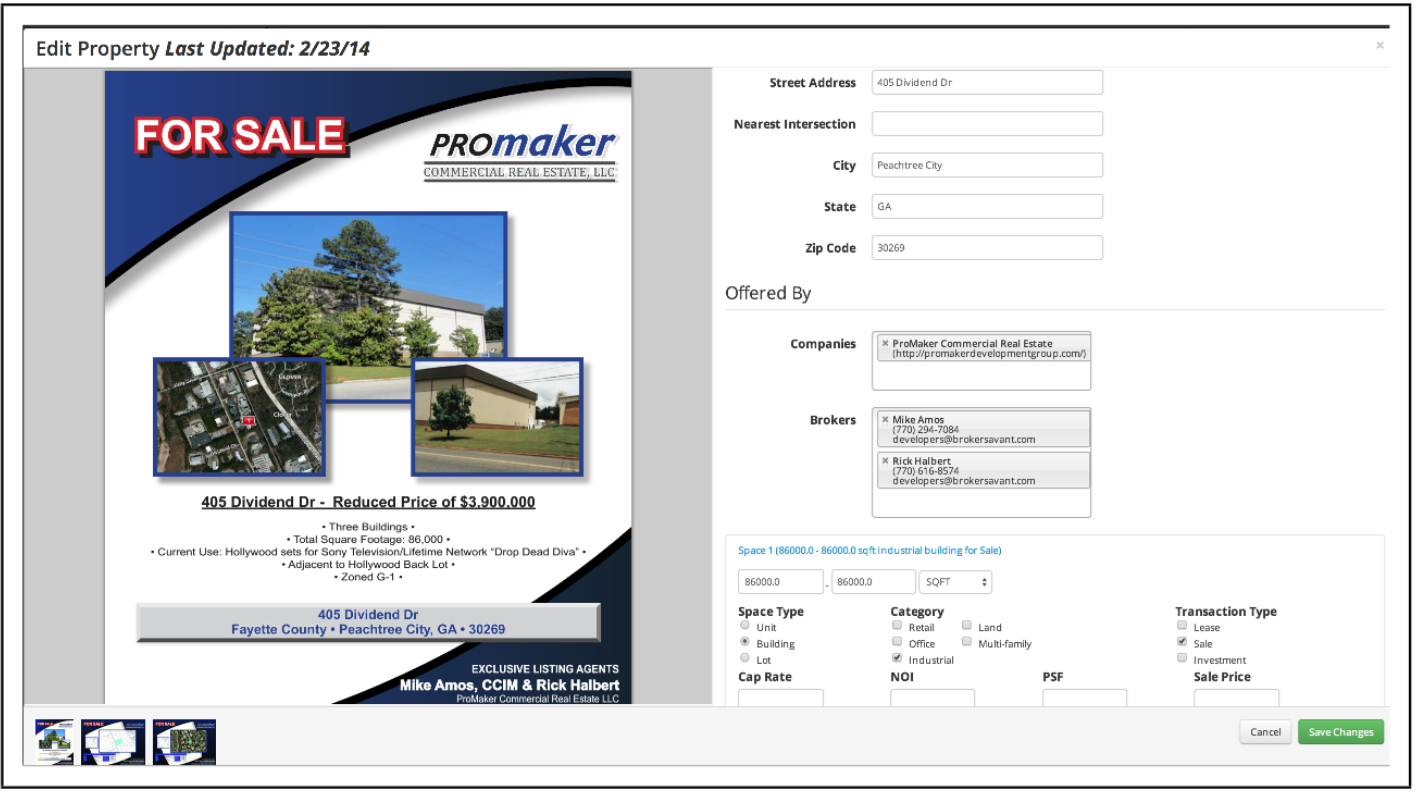 Edit Property Last Updated: 2/23/14
×
FOR SALE
PROmaker
COMMERCIAL REAL ESTATE, LLC
Glover
405 Dividend Dr - Reduced Price of $3,900,000
• Three Buildings •
• Total Square Footage: 86,000 •
• Current Use: Hollywood sets for Sony Television/Lifetime Network “Drop Dead Diva” •
• Adjacent to Hollywood Back Lot •
• Zoned G-1 •
405 Dividend Dr
Fayette County • Peachtree City, GA • 30269
EXCLUSIVE LISTING AGENTS
Mike Amos, CCIM & Rick Halbert
ProMaker Commercial Real Estate LLC
Street Address 405 Dividend Dr
Nearest Intersection
City Peachtree City
State GA
Zip Code 30269
Offered By
Companies
× ProMaker Commercial Real Estate
(http://promakerdevelopmentgroup.com/)
Brokers
× Mike Amos
(770) 294-7084
developers@brokersavant.com
× Rick Halbert
(770) 616-8574
developers@brokersavant.com
Space 1 (86000.0 - 86000.0 sqft Industrial building for Sale)
86000.0 - 86000.0 SQFT
Space Type Category Transaction Type
Unit Retail Land Lease
Building Office Multi-family Sale
Lot Industrial Investment
Cap Rate NOI PSF Sale Price
FOR SALE
FOR SALE
FOR SALE
Cancel Save Changes